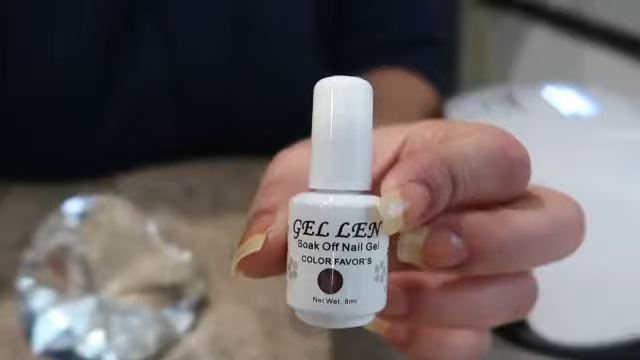 GEL LEN
Soak Off Nail Gel
COLOR FAVOR'S
Net Wet. 8ml